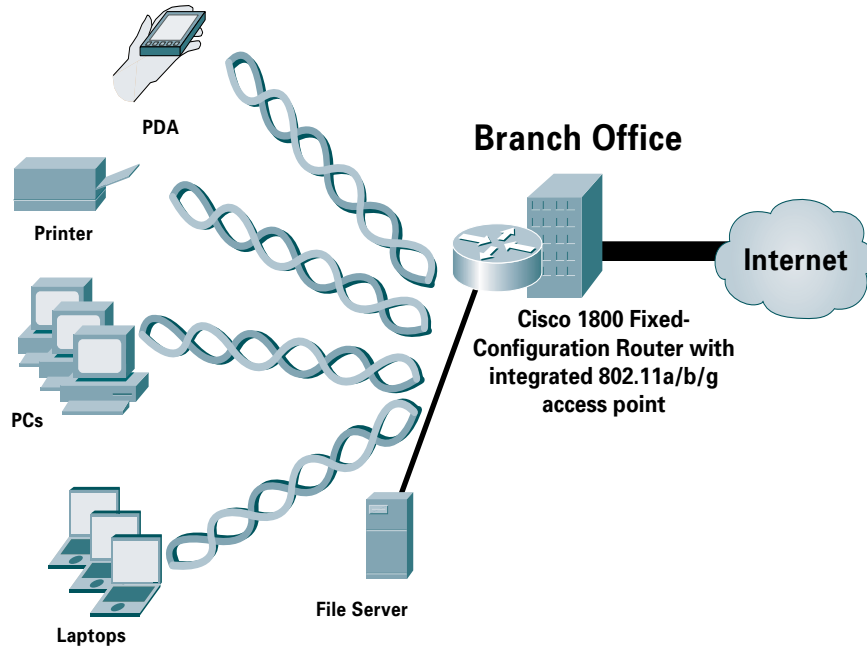 PDA
Branch Office
Printer
Internet
Cisco 1800 Fixed-
Configuration Router with
integrated 802.11a/b/g
access point
PCs
File Server
Laptops